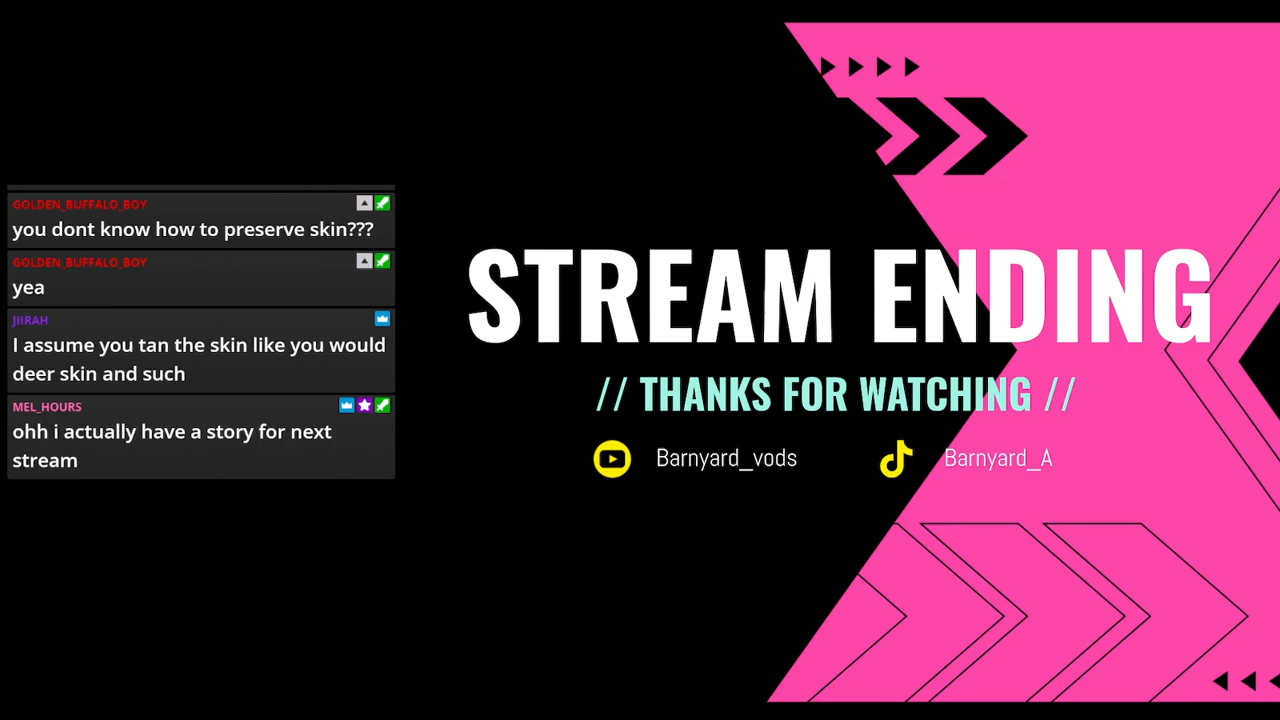 GOLDEN_BUFFALO_BOY
you dont know how to preserve skin???
GOLDEN_BUFFALO_BOY
yea
JIIRAH
I assume you tan the skin like you would
deer skin and such
MEL_HOURS
ohh i actually have a story for next
stream
STREAM ENDING
// THANKS FOR WATCHING //
Barnyard_vods
Barnyard_A